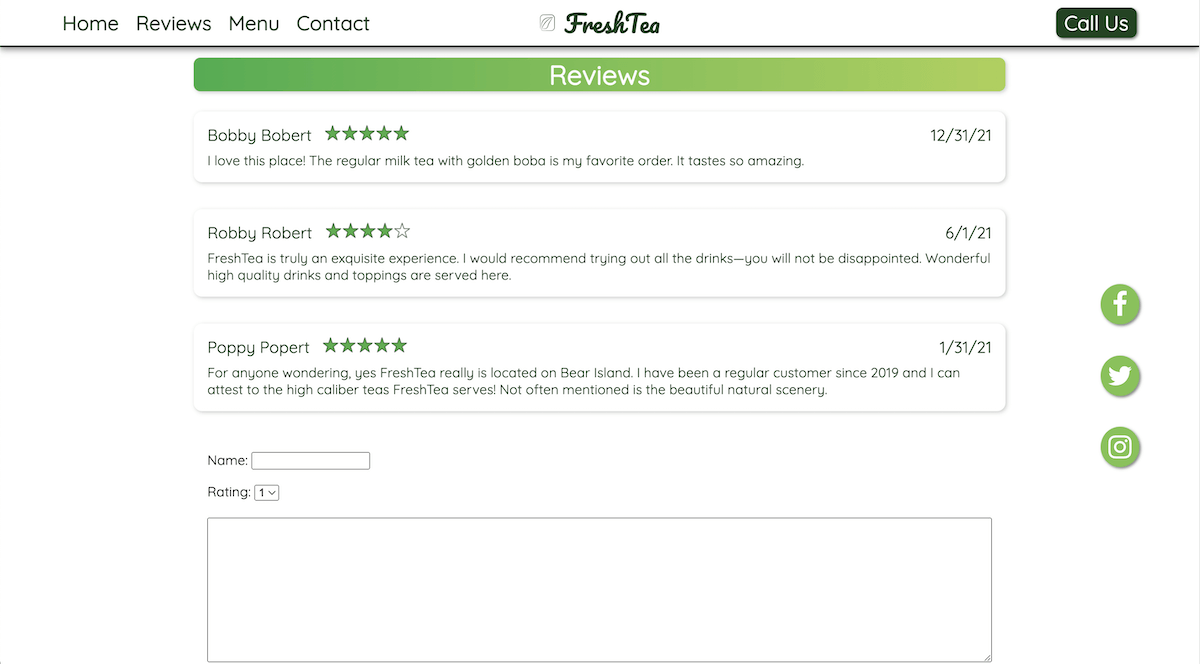 Home Reviews Menu Contact FreshTea Call Us
Reviews
Bobby Bobert ★★★★★ 12/31/21
I love this place! The regular milk tea with golden boba is my favorite order. It tastes so amazing.
Robby Robert ★★★★☆ 6/1/21
FreshTea is truly an exquisite experience. I would recommend trying out all the drinks—you will not be disappointed. Wonderful
high quality drinks and toppings are served here.
Poppy Popert ★★★★★ 1/31/21
For anyone wondering, yes FreshTea really is located on Bear Island. I have been a regular customer since 2019 and I can
attest to the high caliber teas FreshTea serves! Not often mentioned is the beautiful natural scenery.
Name:
Rating: 1